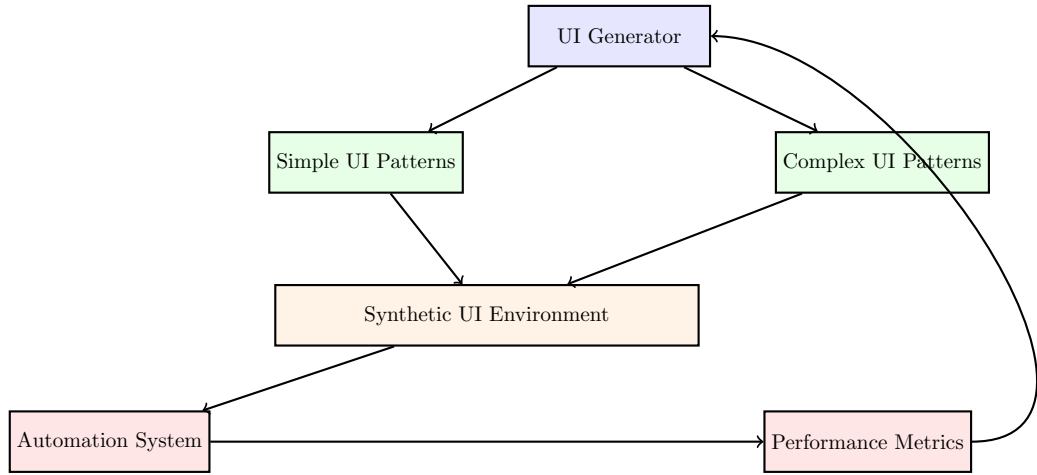 UI Generator
Simple UI Patterns
Complex UI Patterns
Synthetic UI Environment
Automation System
Performance Metrics